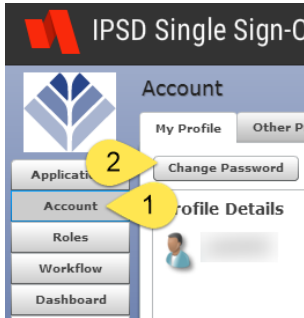 IPSD Single Sign-O
Account
My Profile
Other P
2
Change Password
Applicati
Account
1
rofile Details
Roles
Workflow
Dashboard